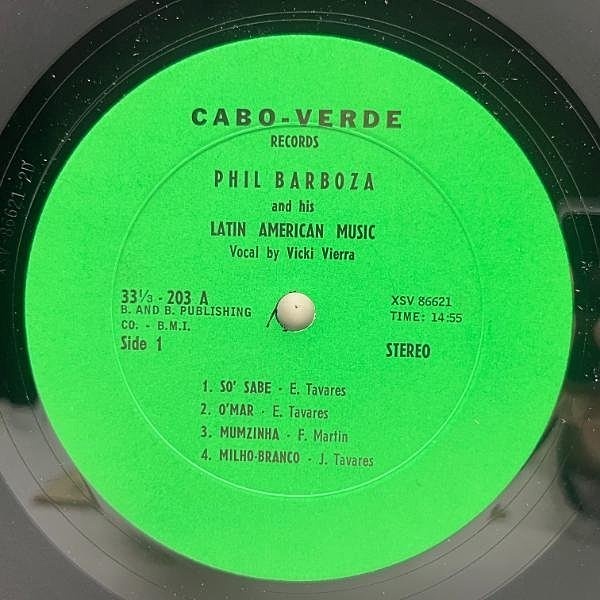 CABO-VERDE
RECORDS
PHIL BARBOZA
and his
LATIN AMERICAN MUSIC
Vocal by Vicki Vierra
33⅓ - 203 A
B. AND B. PUBLISHING
CO. - B.M.I.
Side 1
XSV 86621
TIME: 14:55
STEREO
1. SO' SABE - E. Tavares
2. O'MAR - E. Tavares
3. MUMZINHA - F. Martin
4. MILHO-BRANCO - J. Tavares